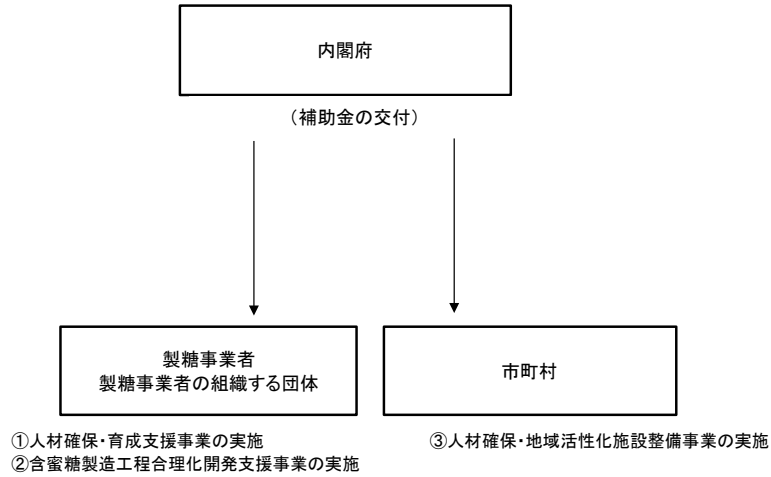 内閣府
（補助金の交付）
製糖事業者
製糖事業者の組織する団体
市町村
①人材確保・育成支援事業の実施
②含蜜糖製造工程合理化開発支援事業の実施
③人材確保・地域活性化施設整備事業の実施